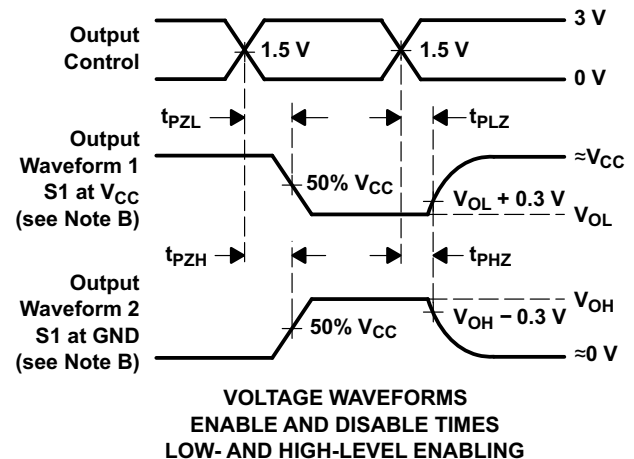 Output
Control
1.5 V
1.5 V
3 V
0 V
tPZL
tPLZ
Output
Waveform 1
S1 at VCC
(see Note B)
50% VCC
≈VCC
VOL + 0.3 V
VOL
tPZH
tPHZ
Output
Waveform 2
S1 at GND
(see Note B)
50% VCC
VOH
VOH − 0.3 V
≈0 V
VOLTAGE WAVEFORMS
ENABLE AND DISABLE TIMES
LOW- AND HIGH-LEVEL ENABLING